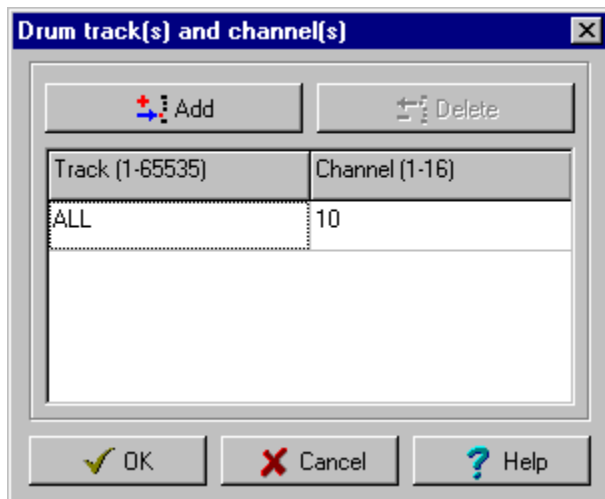 Drum track(s) and channel(s)
Add
Delete
Track (1-65535)
Channel (1-16)
ALL
10
OK
Cancel
Help